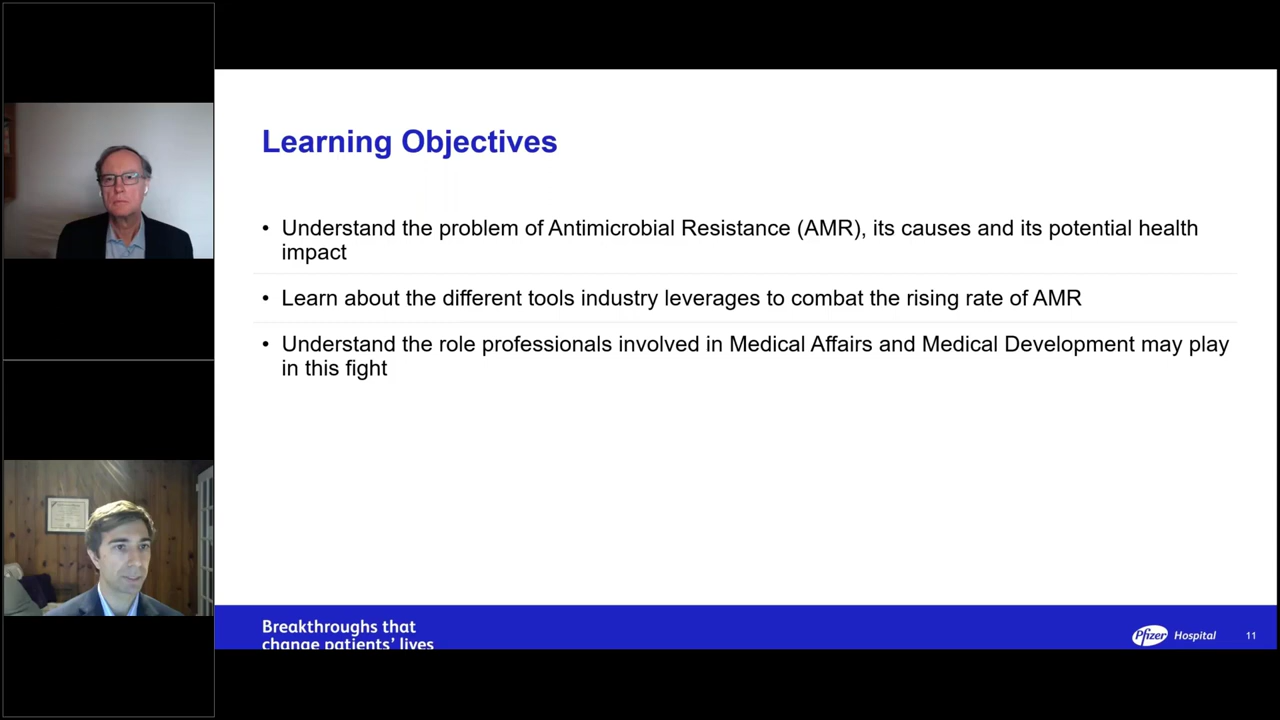 Learning Objectives
• Understand the problem of Antimicrobial Resistance (AMR), its causes and its potential health
impact
• Learn about the different tools industry leverages to combat the rising rate of AMR
• Understand the role professionals involved in Medical Affairs and Medical Development may play
in this fight
Breakthroughs that
change patients' lives
Pfizer Hospital 11